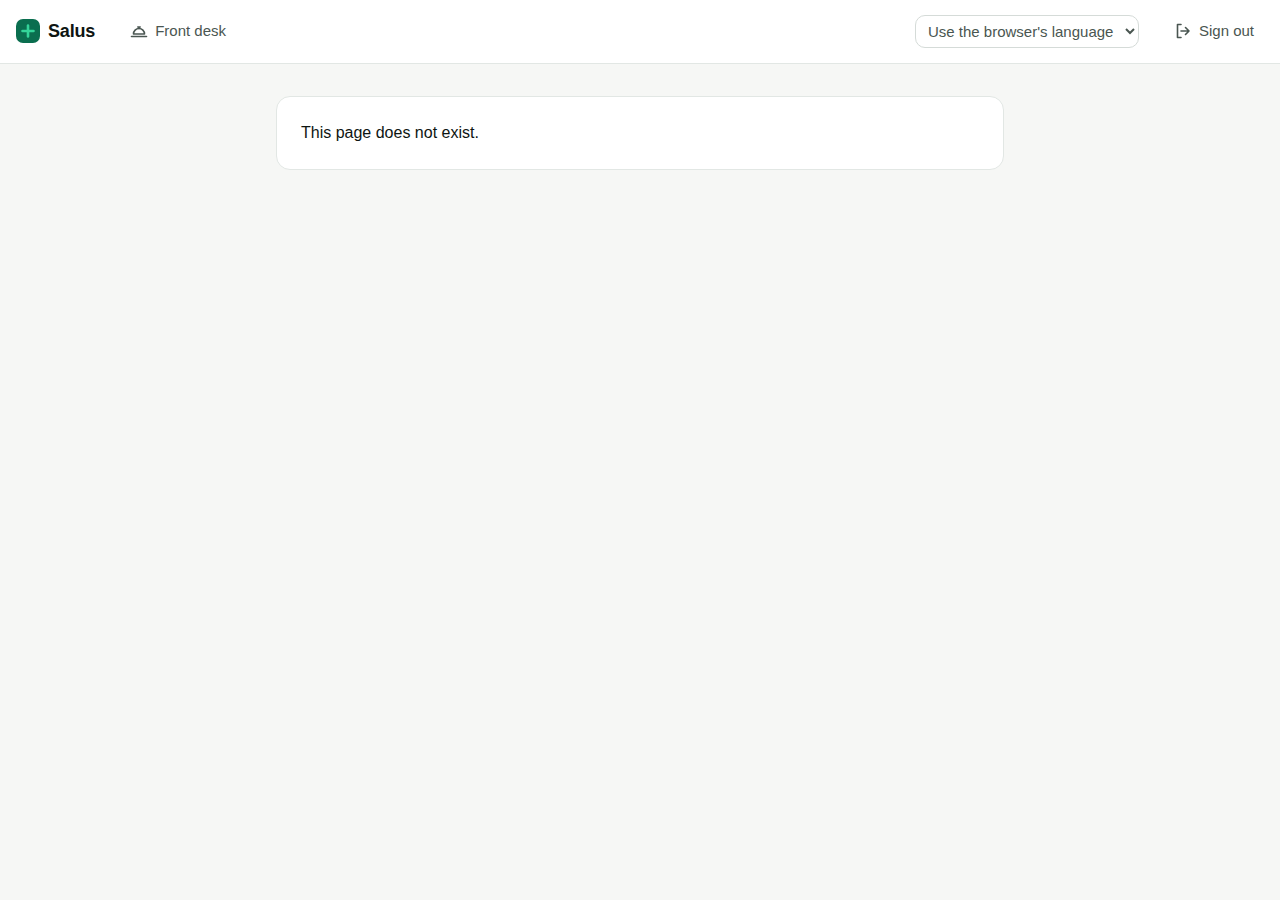 Salus
Front desk
Use the browser's language
Sign out
This page does not exist.